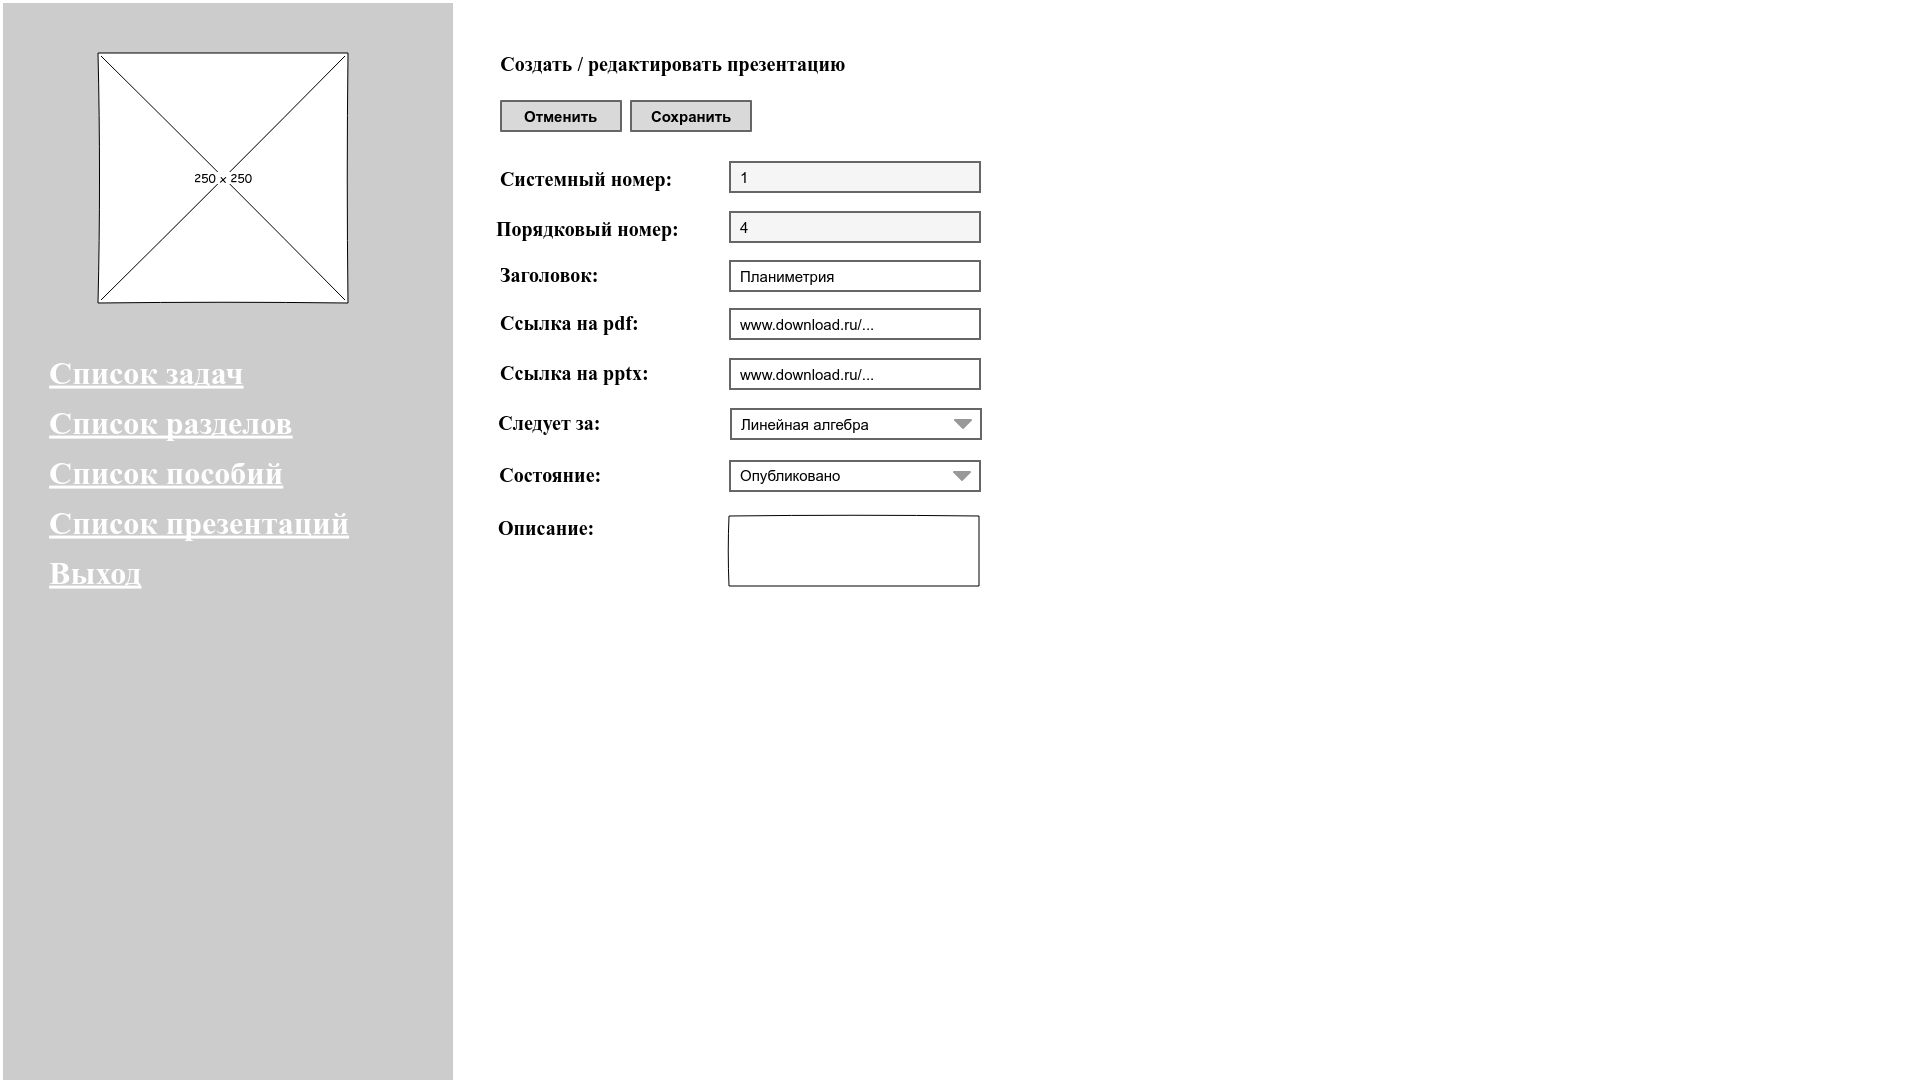 250 x 250
Список задач
Список разделов
Список пособий
Список презентаций
Выход
Создать / редактировать презентацию
Отменить Сохранить
Системный номер: 1
Порядковый номер: 4
Заголовок: Планиметрия
Ссылка на pdf: www.download.ru/...
Ссылка на pptx: www.download.ru/...
Следует за: Линейная алгебра
Состояние: Опубликовано
Описание: